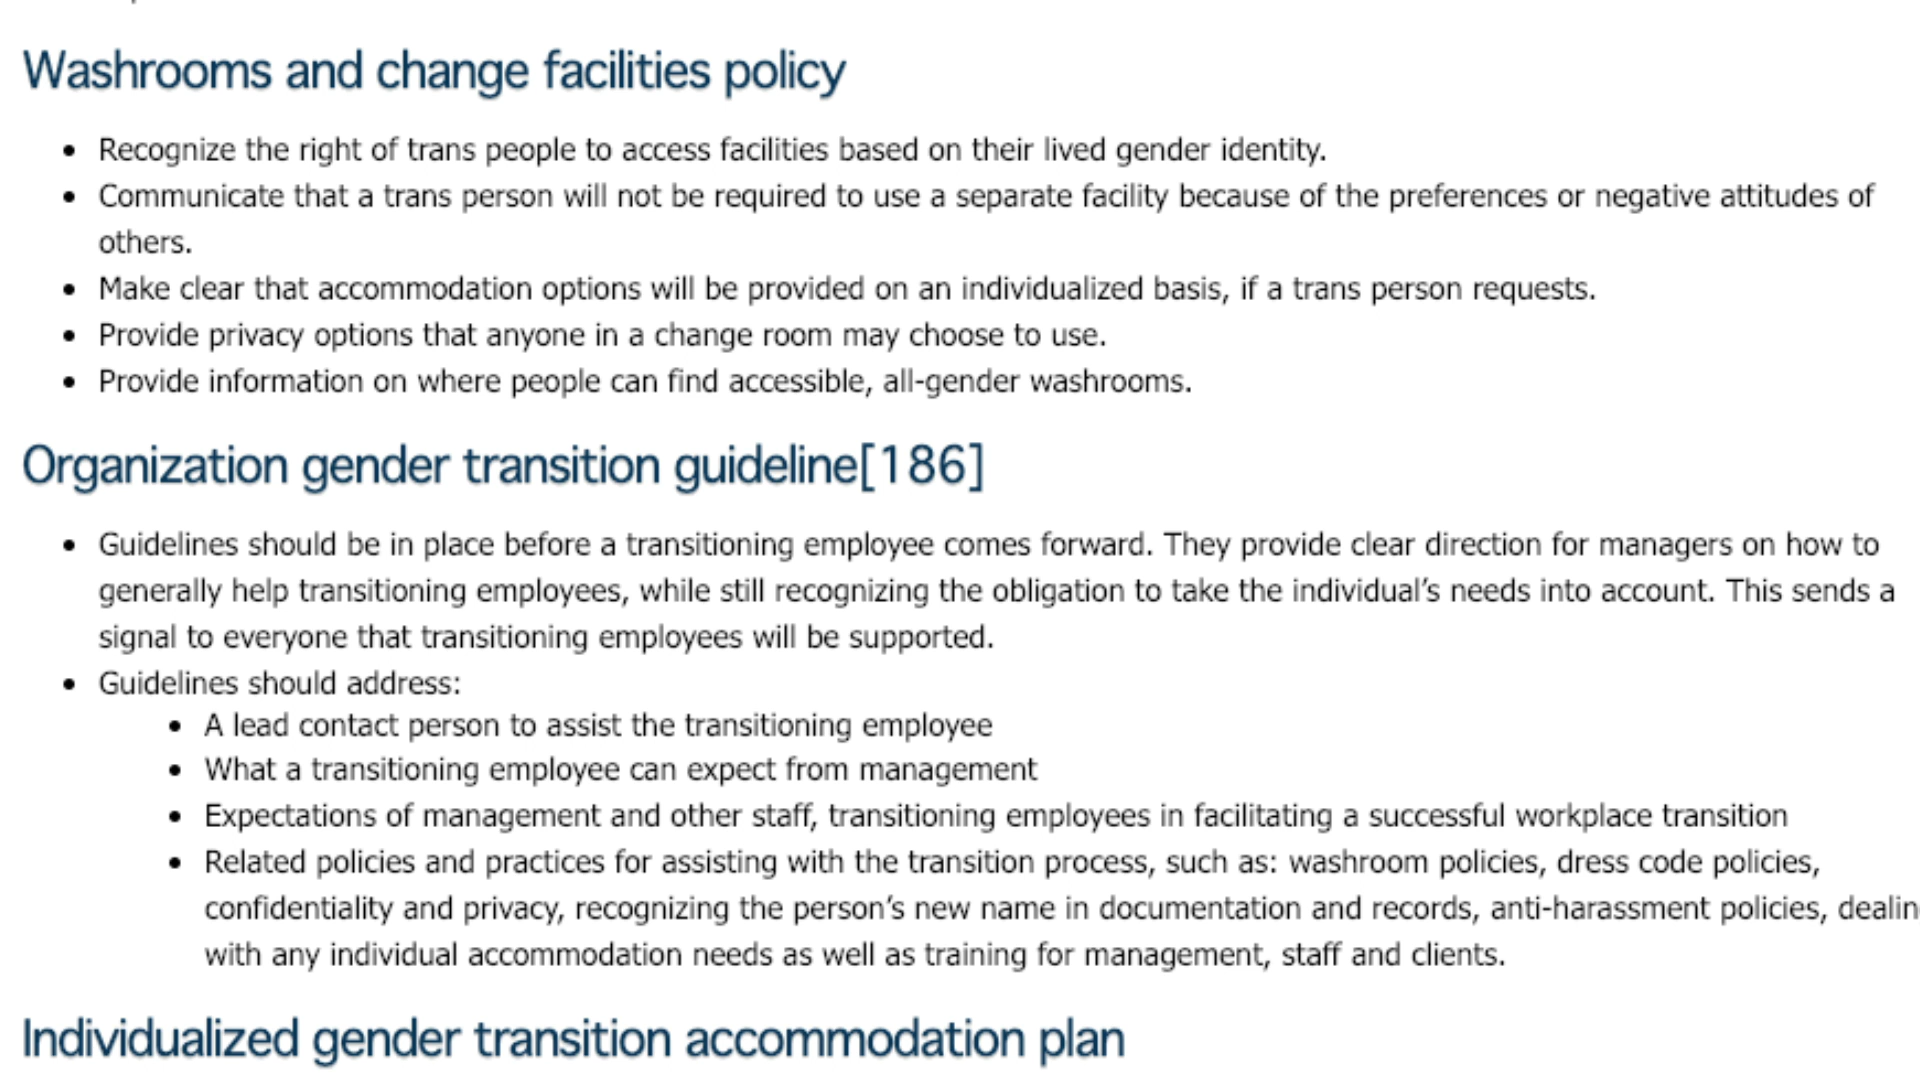 Washrooms and change facilities policy
• Recognize the right of trans people to access facilities based on their lived gender identity.
• Communicate that a trans person will not be required to use a separate facility because of the preferences or negative attitudes of
others.
• Make clear that accommodation options will be provided on an individualized basis, if a trans person requests.
• Provide privacy options that anyone in a change room may choose to use.
• Provide information on where people can find accessible, all-gender washrooms.
Organization gender transition guideline[186]
• Guidelines should be in place before a transitioning employee comes forward. They provide clear direction for managers on how to
generally help transitioning employees, while still recognizing the obligation to take the individual’s needs into account. This sends a
signal to everyone that transitioning employees will be supported.
• Guidelines should address:
• A lead contact person to assist the transitioning employee
• What a transitioning employee can expect from management
• Expectations of management and other staff, transitioning employees in facilitating a successful workplace transition
• Related policies and practices for assisting with the transition process, such as: washroom policies, dress code policies,
confidentiality and privacy, recognizing the person’s new name in documentation and records, anti-harassment policies, dealin
with any individual accommodation needs as well as training for management, staff and clients.
Individualized gender transition accommodation plan